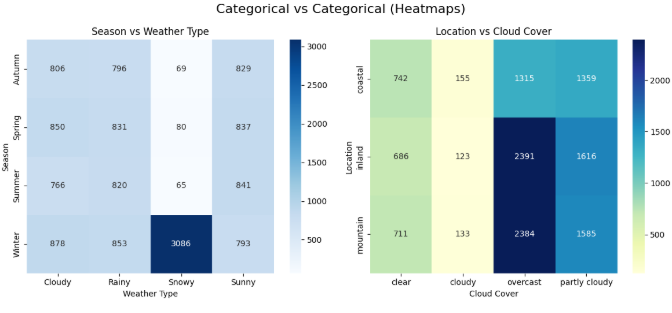 Categorical vs Categorical (Heatmaps)
Season vs Weather Type
Season
Autumn 806 796 69 829
Spring 850 831 80 837
Summer 766 820 65 841
Winter 878 853 3086 793
Cloudy Rainy Snowy Sunny
Weather Type
3000
2500
2000
1500
1000
500
Location vs Cloud Cover
Location
coastal 742 155 1315 1359
inland 686 123 2391 1616
mountain 711 133 2384 1585
clear cloudy overcast partly cloudy
Cloud Cover
2000
1500
1000
500